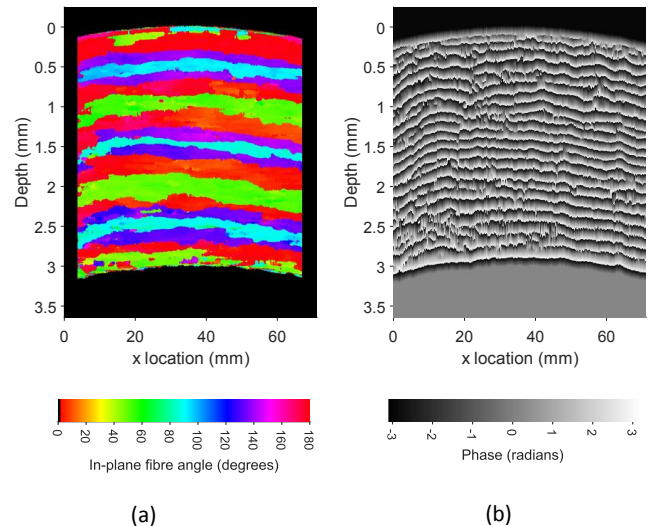 0
0.5
1
1.5
2
2.5
3
3.5
Depth (mm)
0 20 40 60
x location (mm)
0 20 40 60 80 100 120 140 160 180
In-plane fibre angle (degrees)
(a)
0
0.5
1
1.5
2
2.5
3
3.5
Depth (mm)
0 20 40 60
x location (mm)
-3 -2 -1 0 1 2 3
Phase (radians)
(b)